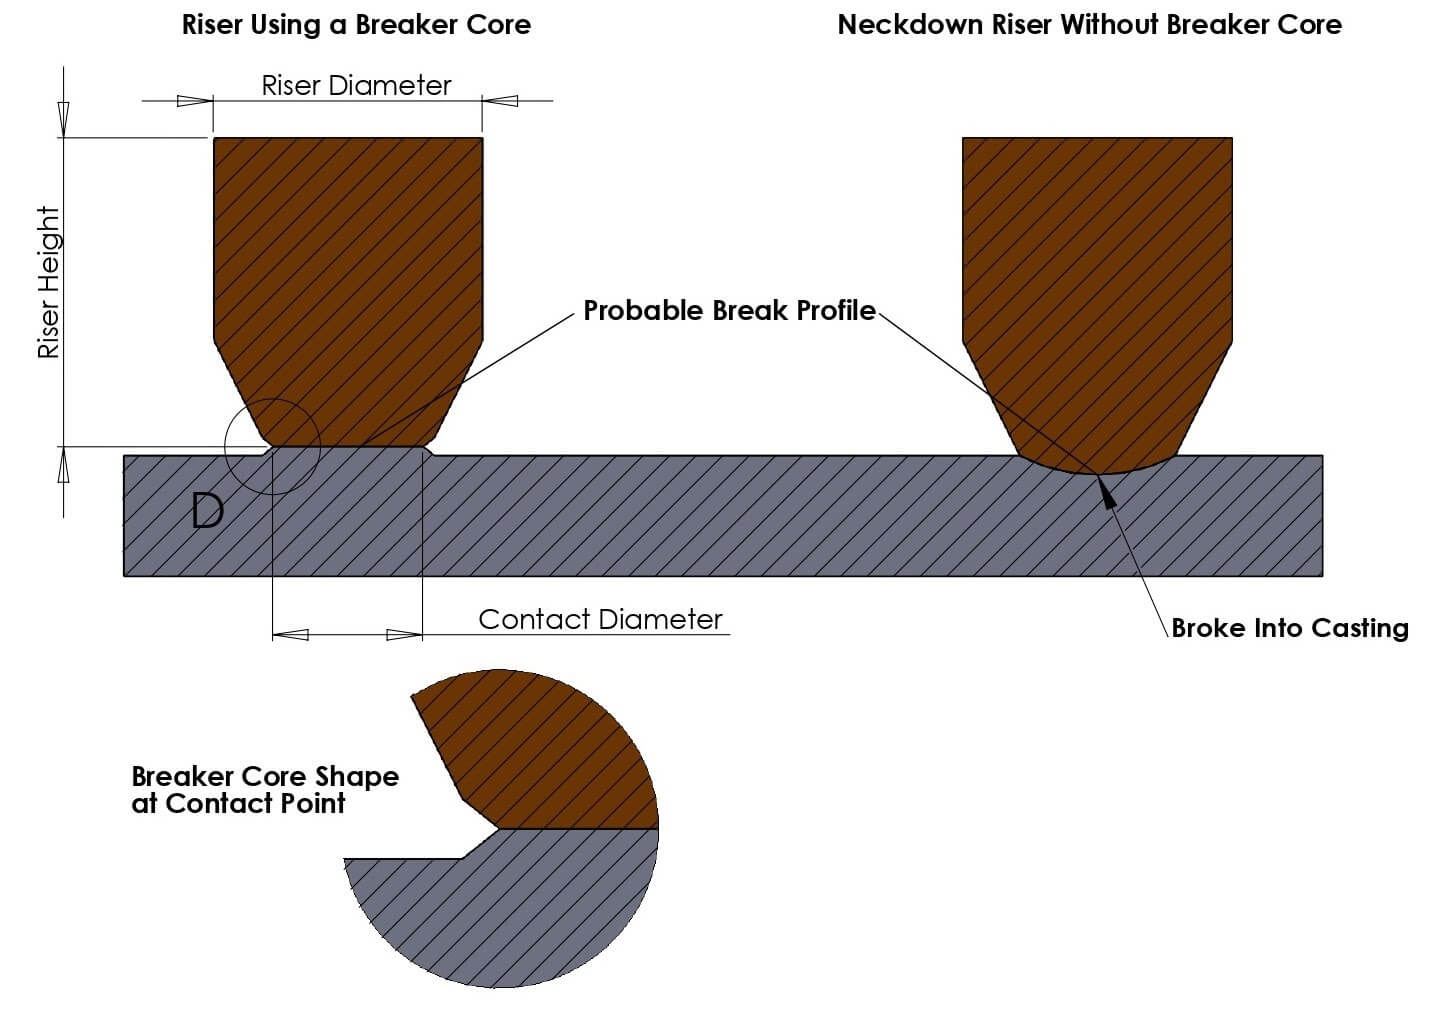 Riser Using a Breaker Core
Neckdown Riser Without Breaker Core
Riser Diameter
Riser Height
Probable Break Profile
D
Contact Diameter
Broke Into Casting
Breaker Core Shape
at Contact Point